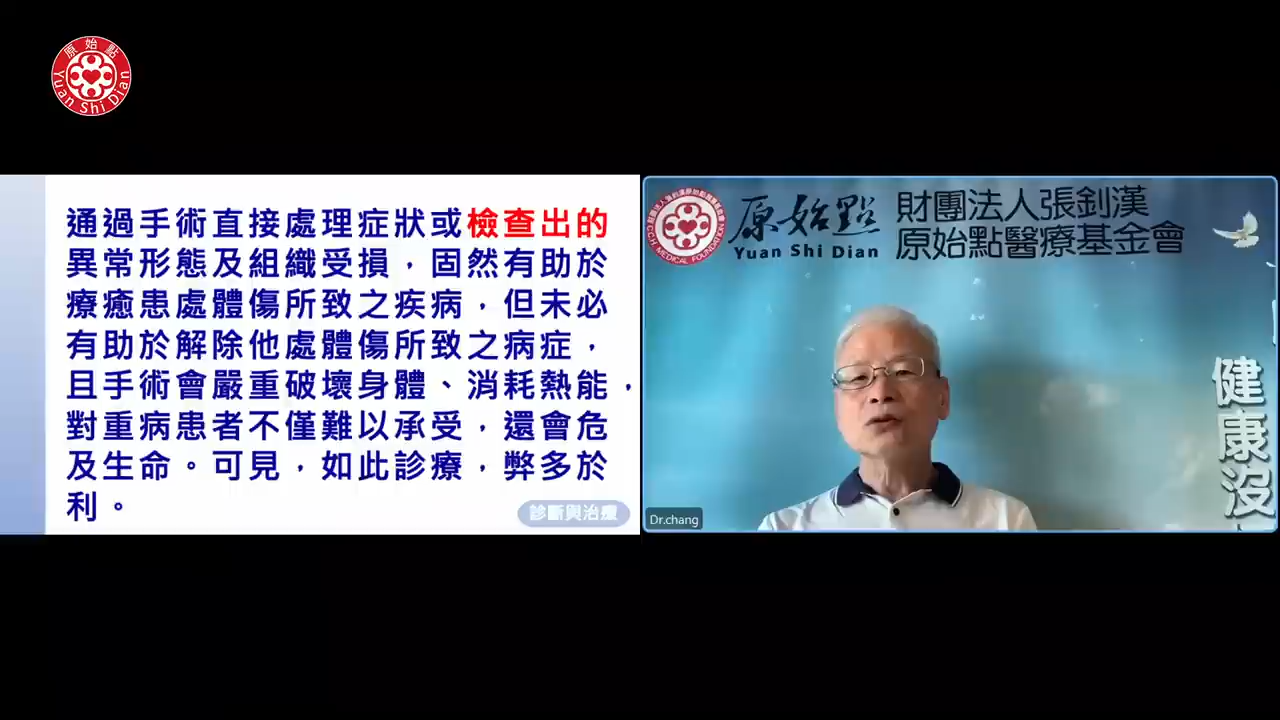 原始點
Yuan Shi Dian
通過手術直接處理症狀或檢查出的
異常形態及組織受損，固然有助於
療癒患處體傷所致之疾病，但未必
有助於解除他處體傷所致之病症，
且手術會嚴重破壞身體、消耗熱能，
對重病患者不僅難以承受，還會危
及生命。可見，如此診療，弊多於
利。
診斷與治療
原始點
Yuan Shi Dian
財團法人張釗漢
原始點醫療基金會
健康沒
Dr.chang